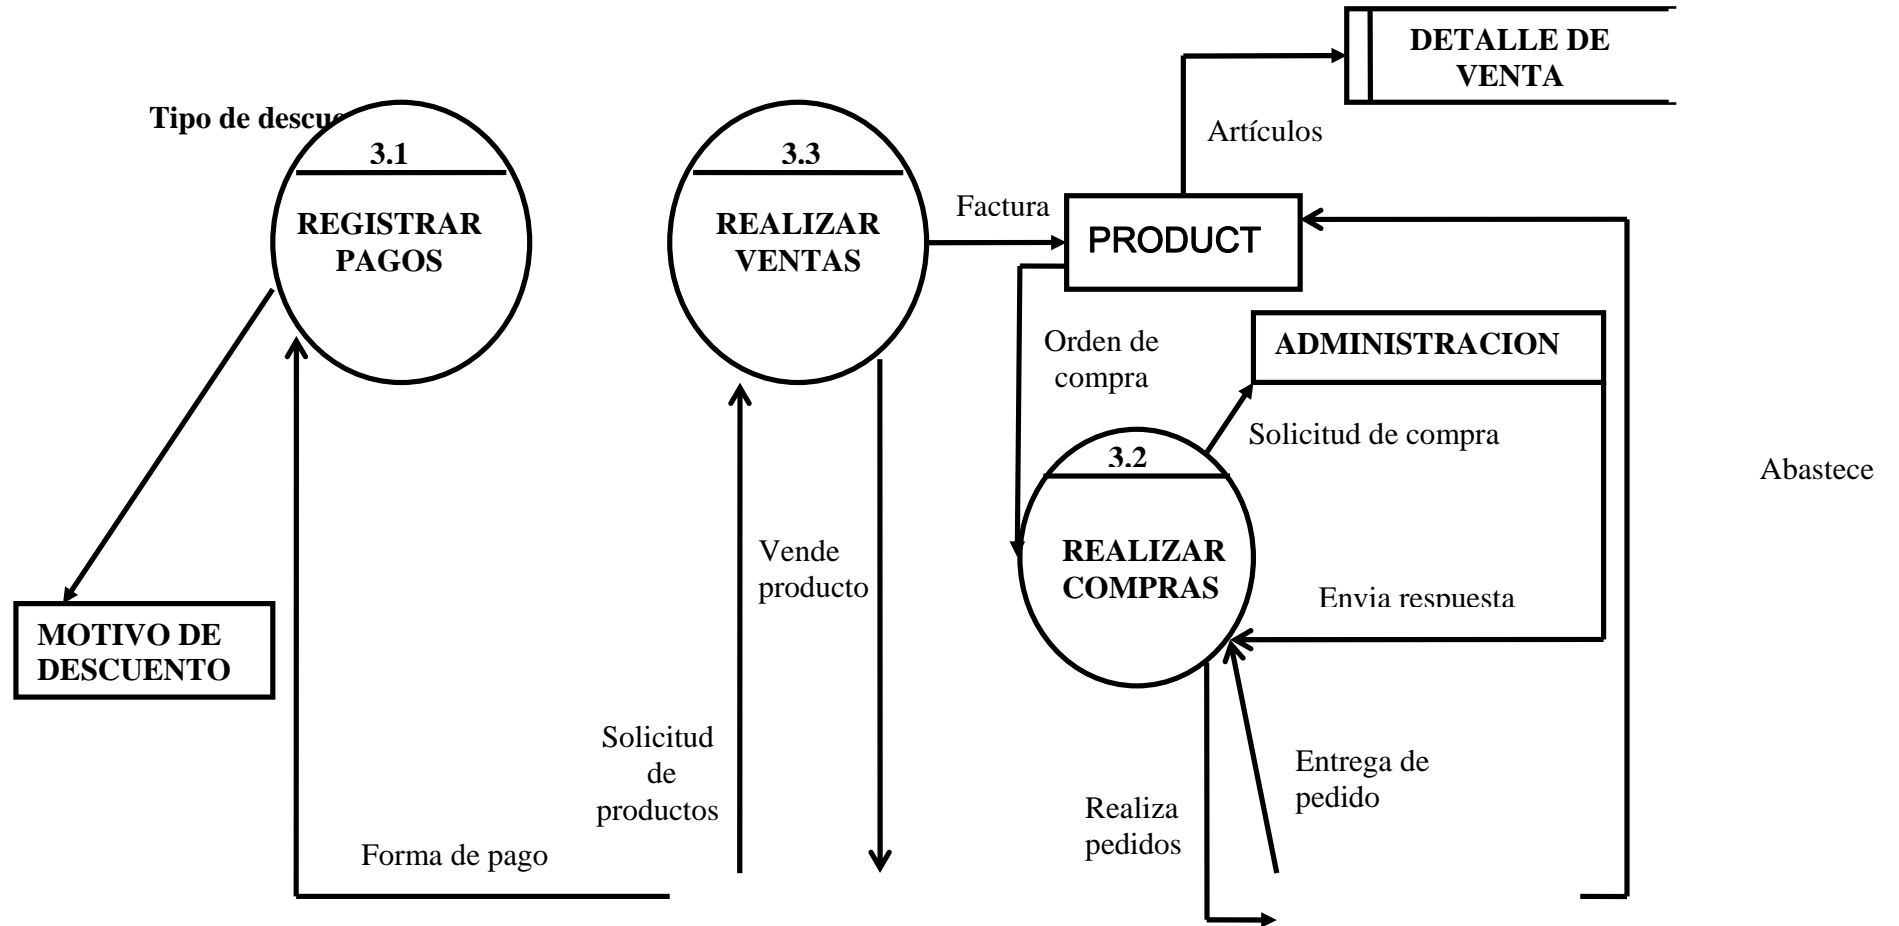 DETALLE DE
VENTA
Tipo de descue
Artículos
3.1
REGISTRAR
PAGOS
3.3
REALIZAR
VENTAS
Factura
PRODUCT
Orden de
compra
ADMINISTRACION
Solicitud de compra
3.2
REALIZAR
COMPRAS
Abastece
Vende
producto
Envia respuesta
MOTIVO DE
DESCUENTO
Solicitud
de
productos
Entrega de
pedido
Realiza
pedidos
Forma de pago